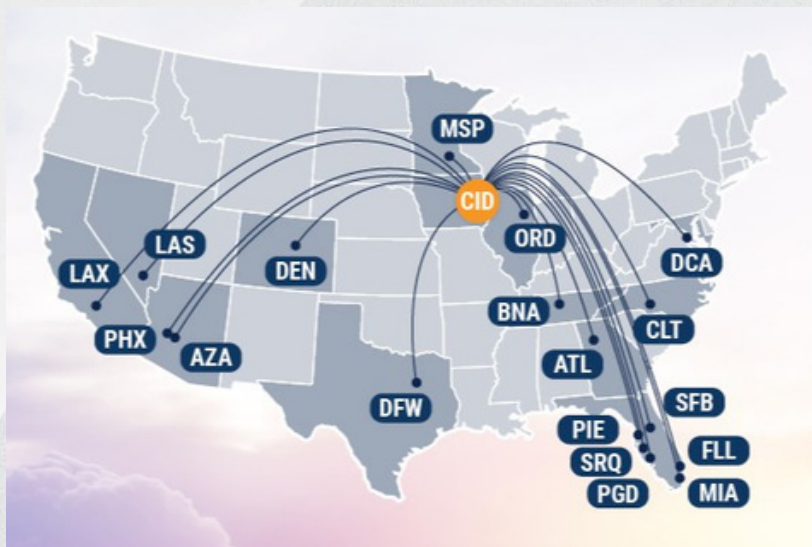 MSP
CID
ORD
LAS
DEN
DCA
LAX
BNA
CLT
PHX
AZA
ATL
DFW
SFB
PIE
FLL
SRQ
PGD
MIA